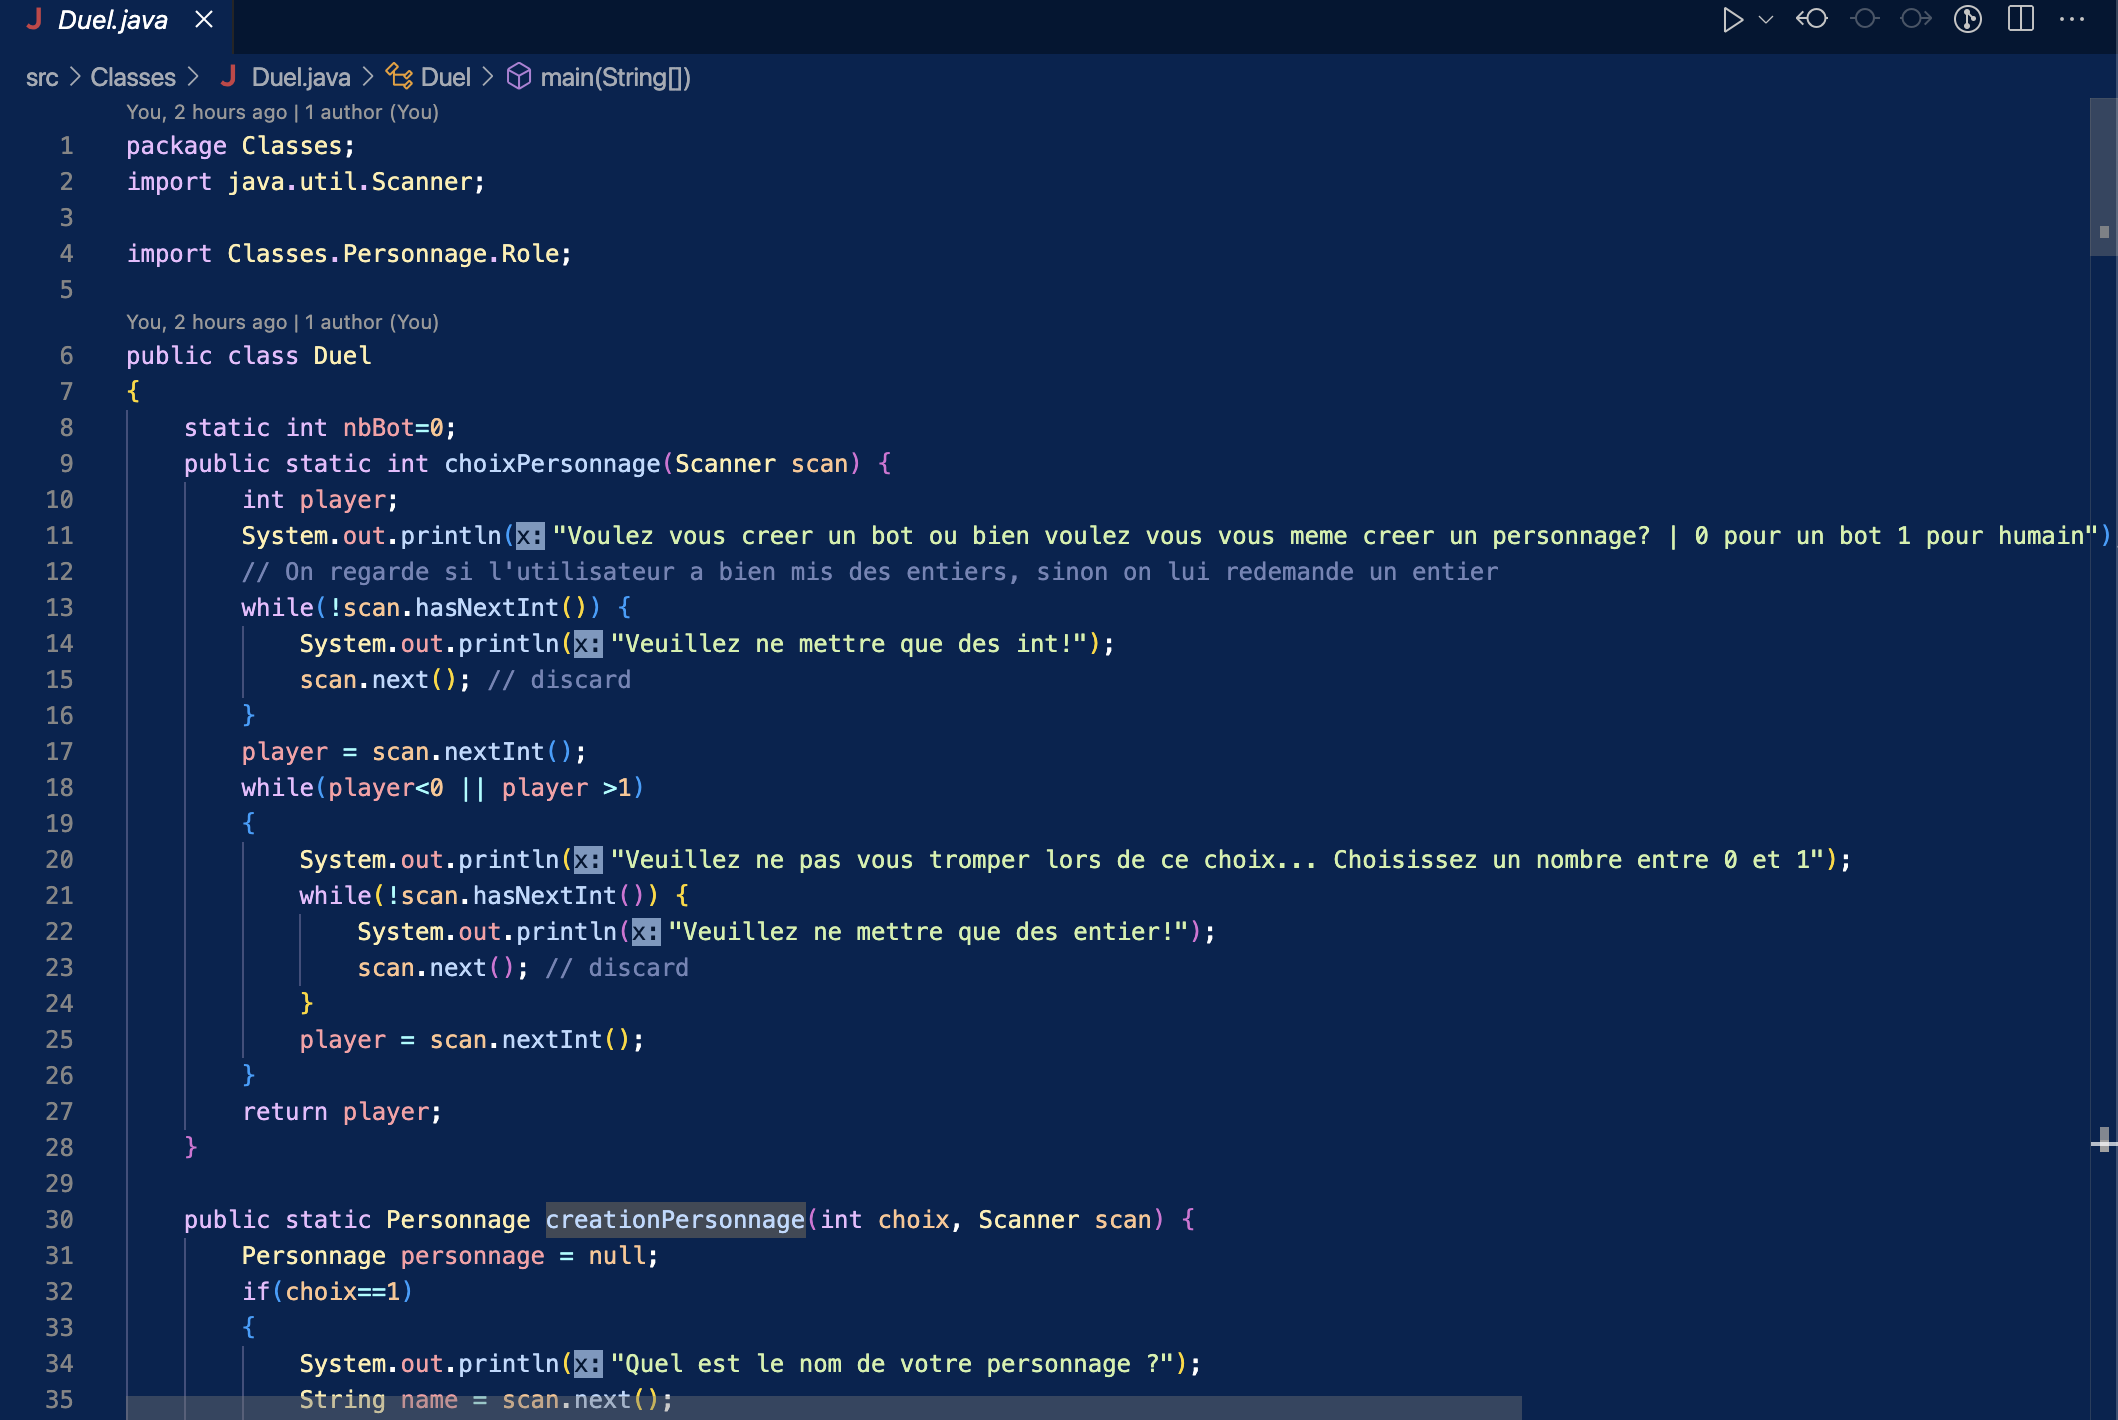 Duel.java
src > Classes > Duel.java > Duel > main(String[])
You, 2 hours ago | 1 author (You)
1 package Classes;
2 import java.util.Scanner;
3
4 import Classes.Personnage.Role;
5
You, 2 hours ago | 1 author (You)
6 public class Duel
7 {
8 static int nbBot=0;
9 public static int choixPersonnage(Scanner scan) {
10 int player;
11 System.out.println(x: "Voulez vous creer un bot ou bien voulez vous vous meme creer un personnage? | 0 pour un bot 1 pour humain")
12 // On regarde si l'utilisateur a bien mis des entiers, sinon on lui redemande un entier
13 while(!scan.hasNextInt()) {
14 System.out.println(x: "Veuillez ne mettre que des int!");
15 scan.next(); // discard
16 }
17 player = scan.nextInt();
18 while(player<0 || player >1)
19 {
20 System.out.println(x: "Veuillez ne pas vous tromper lors de ce choix... Choisissez un nombre entre 0 et 1");
21 while(!scan.hasNextInt()) {
22 System.out.println(x: "Veuillez ne mettre que des entier!");
23 scan.next(); // discard
24 }
25 player = scan.nextInt();
26 }
27 return player;
28 }
29
30 public static Personnage creationPersonnage(int choix, Scanner scan) {
31 Personnage personnage = null;
32 if(choix==1)
33 {
34 System.out.println(x: "Quel est le nom de votre personnage ?");
35 String name = scan.next();